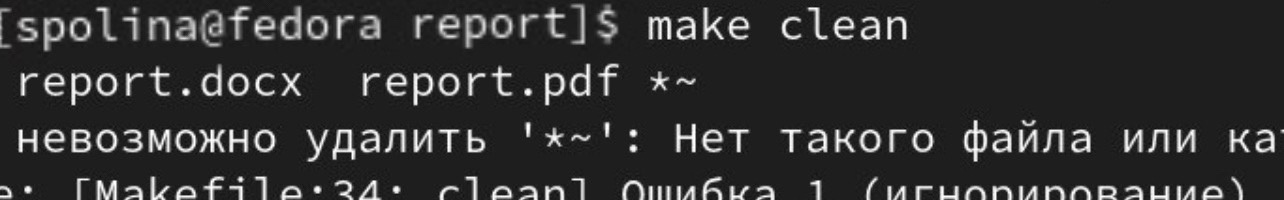 [spolina@fedora report]$ make clean
report.docx  report.pdf *~
невозможно удалить '*~': Нет такого файла или ка
e: [Makefile:34: clean] Ошибка 1 (игнорирование)